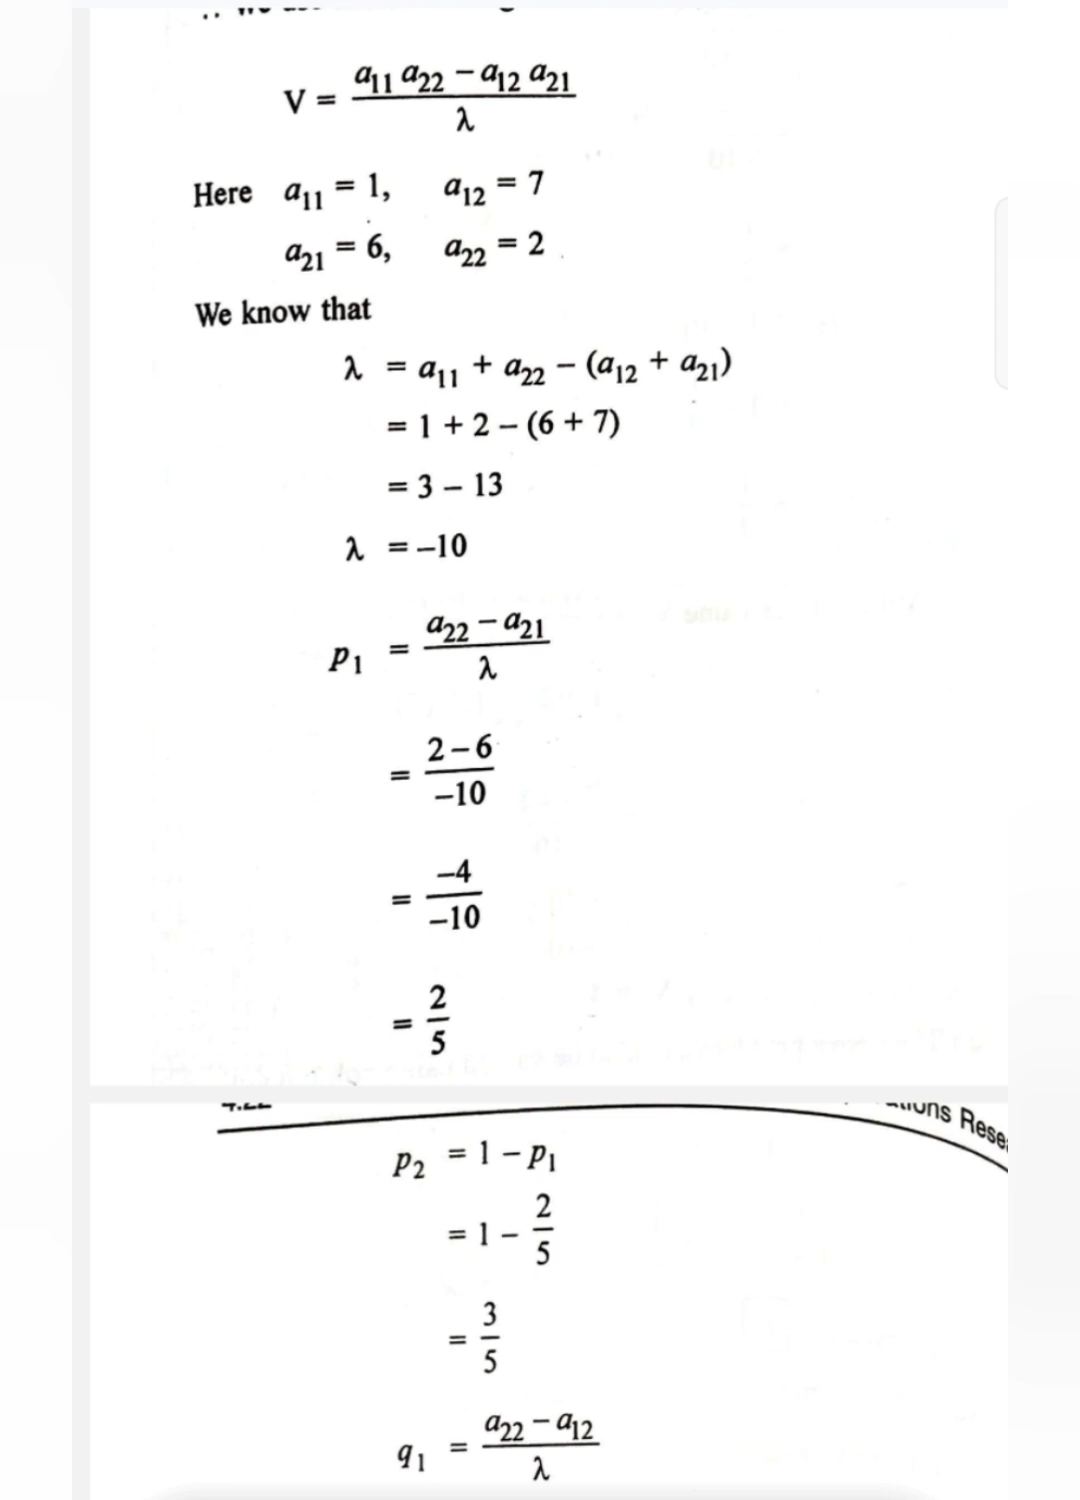 V = (a₁₁ a₂₂ − a₁₂ a₂₁) / λ
Here a₁₁ = 1, a₁₂ = 7
a₂₁ = 6, a₂₂ = 2
We know that
λ = a₁₁ + a₂₂ − (a₁₂ + a₂₁)
= 1 + 2 − (6 + 7)
= 3 − 13
λ = −10
p₁ = (a₂₂ − a₂₁) / λ
= (2 − 6) / −10
= −4 / −10
= 2 / 5
p₂ = 1 − p₁
= 1 − 2 / 5
= 3 / 5
q₁ = (a₂₂ − a₁₂) / λ